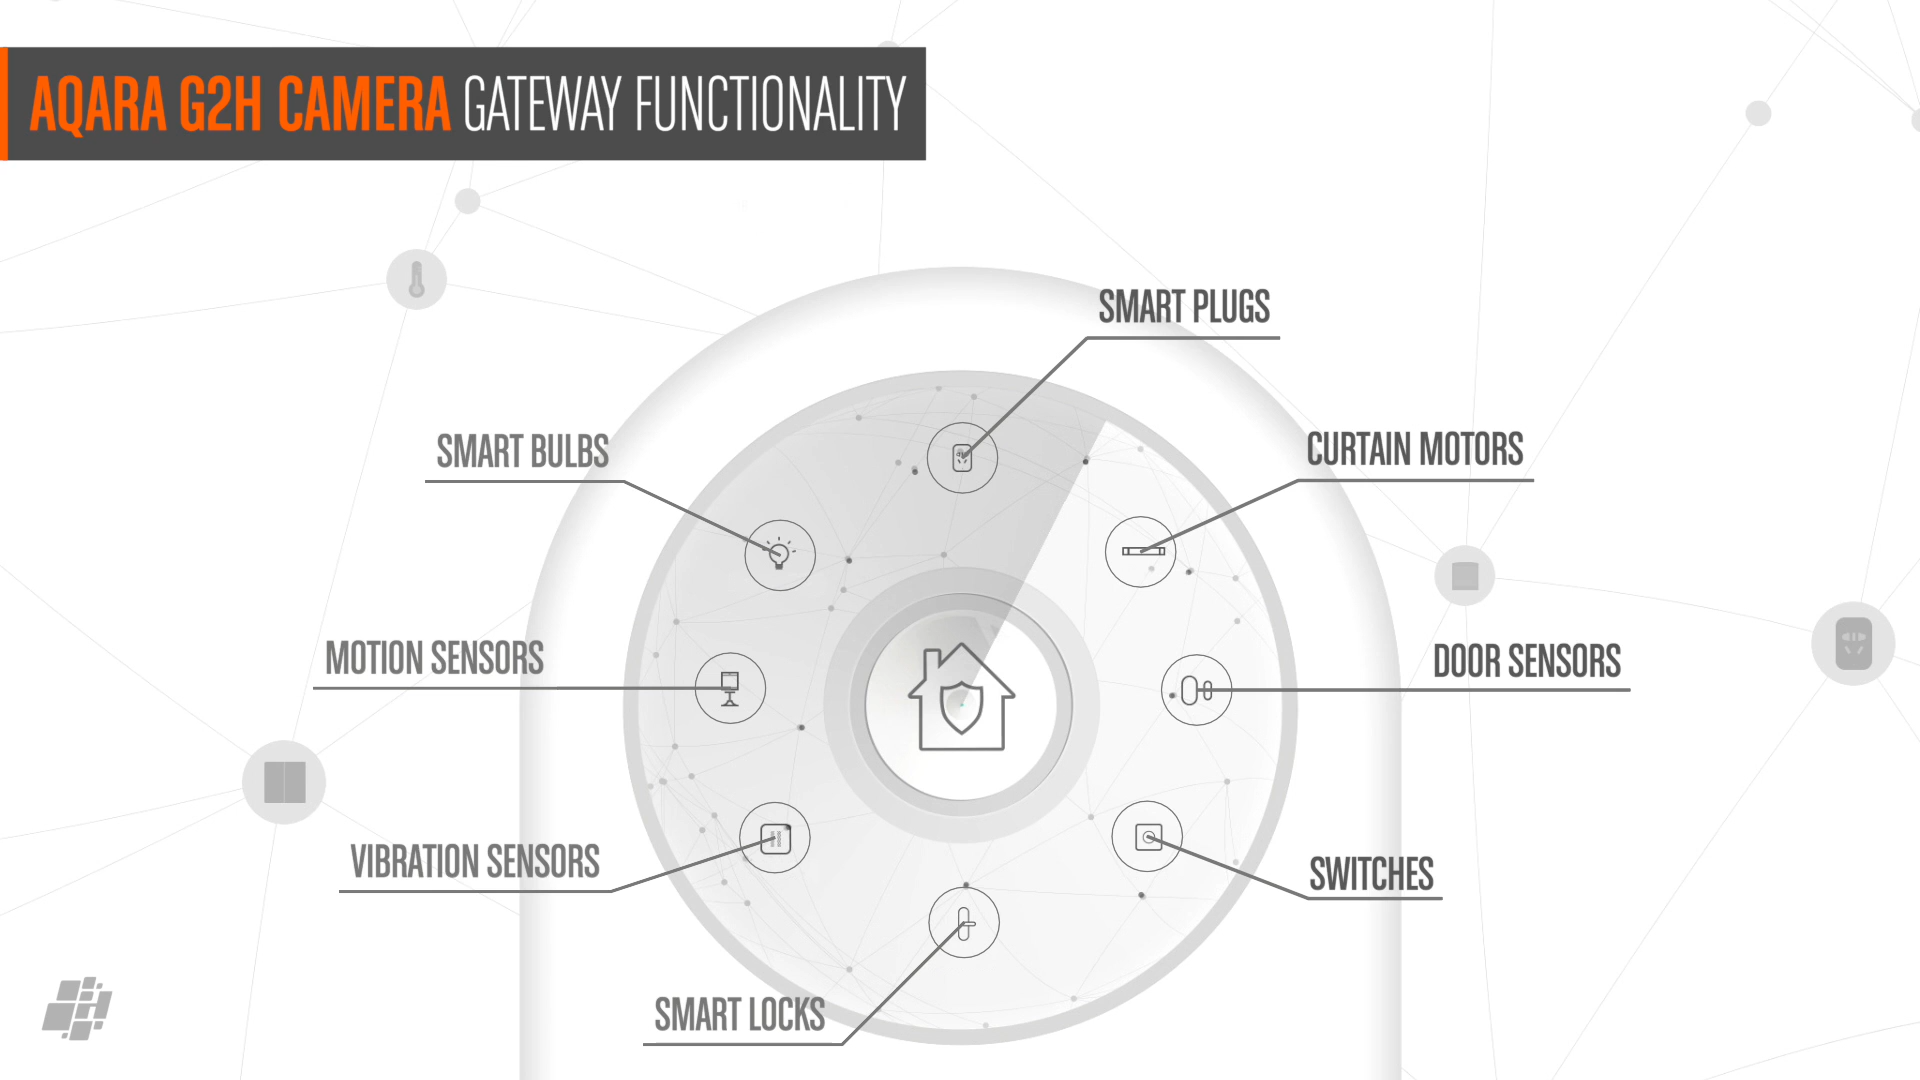 AQARA G2H CAMERA GATEWAY FUNCTIONALITY
SMART PLUGS
SMART BULBS
CURTAIN MOTORS
MOTION SENSORS
DOOR SENSORS
VIBRATION SENSORS
SWITCHES
SMART LOCKS